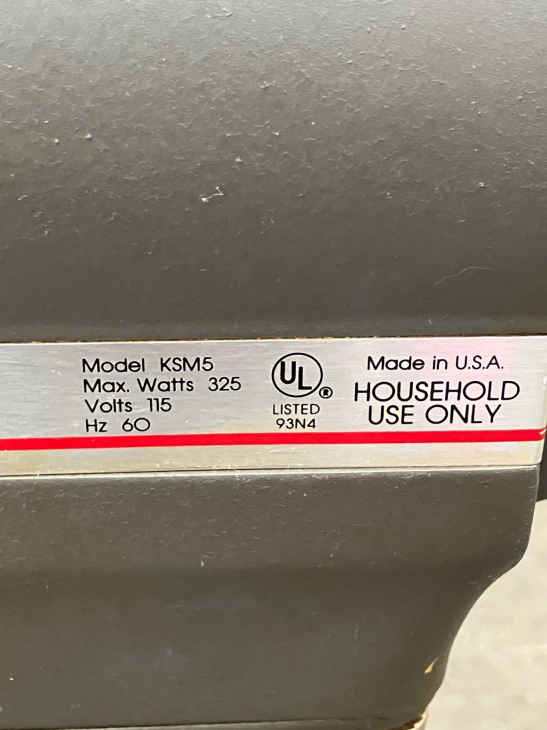 Model KSM5
Max. Watts 325
Volts 115
Hz 60
UL®
LISTED
93N4
Made in U.S.A.
HOUSEHOLD
USE ONLY